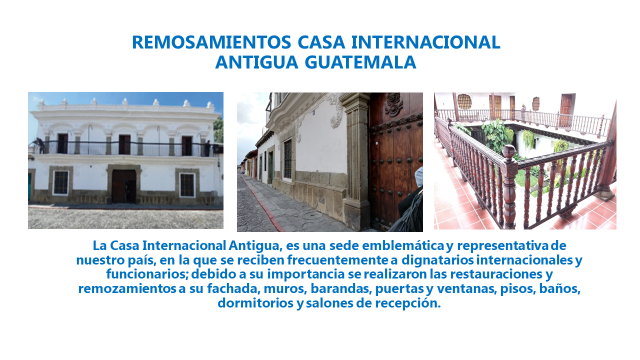 REMOSAMIENTOS CASA INTERNACIONAL
ANTIGUA GUATEMALA
La Casa Internacional Antigua, es una sede emblemática y representativa de
nuestro país, en la que se reciben frecuentemente a dignatarios internacionales y
funcionarios; debido a su importancia se realizaron las restauraciones y
remozamientos a su fachada, muros, barandas, puertas y ventanas, pisos, baños,
dormitorios y salones de recepción.